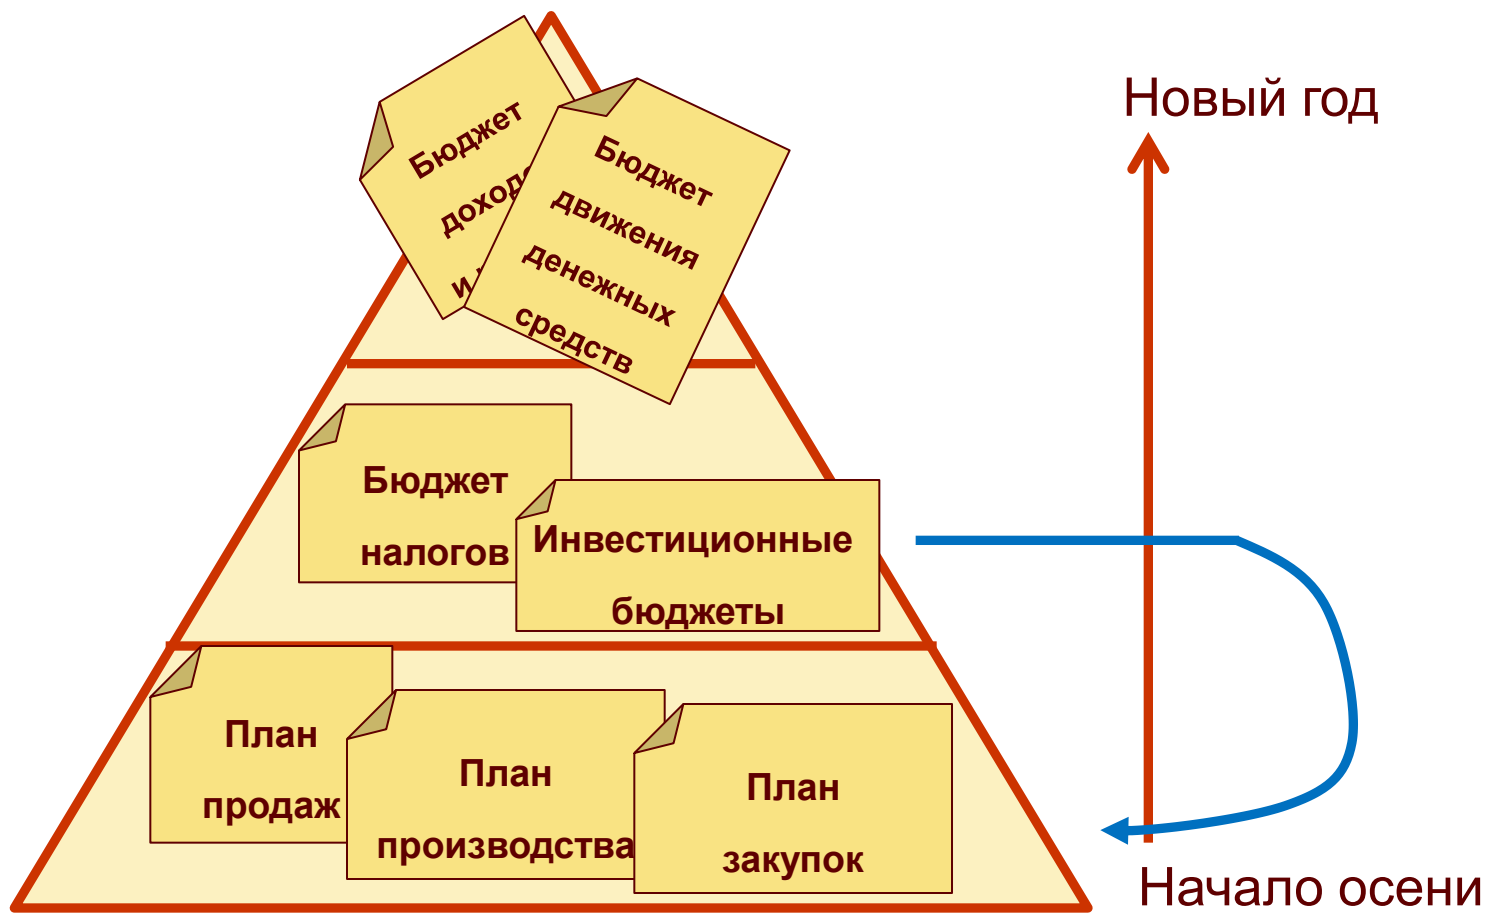 Бюджет
Бюджет
движения
денежных
средств
Новый год
Бюджет
налогов
Инвестиционные
бюджеты
План
продаж
План
производства
План
закупок
Начало осени